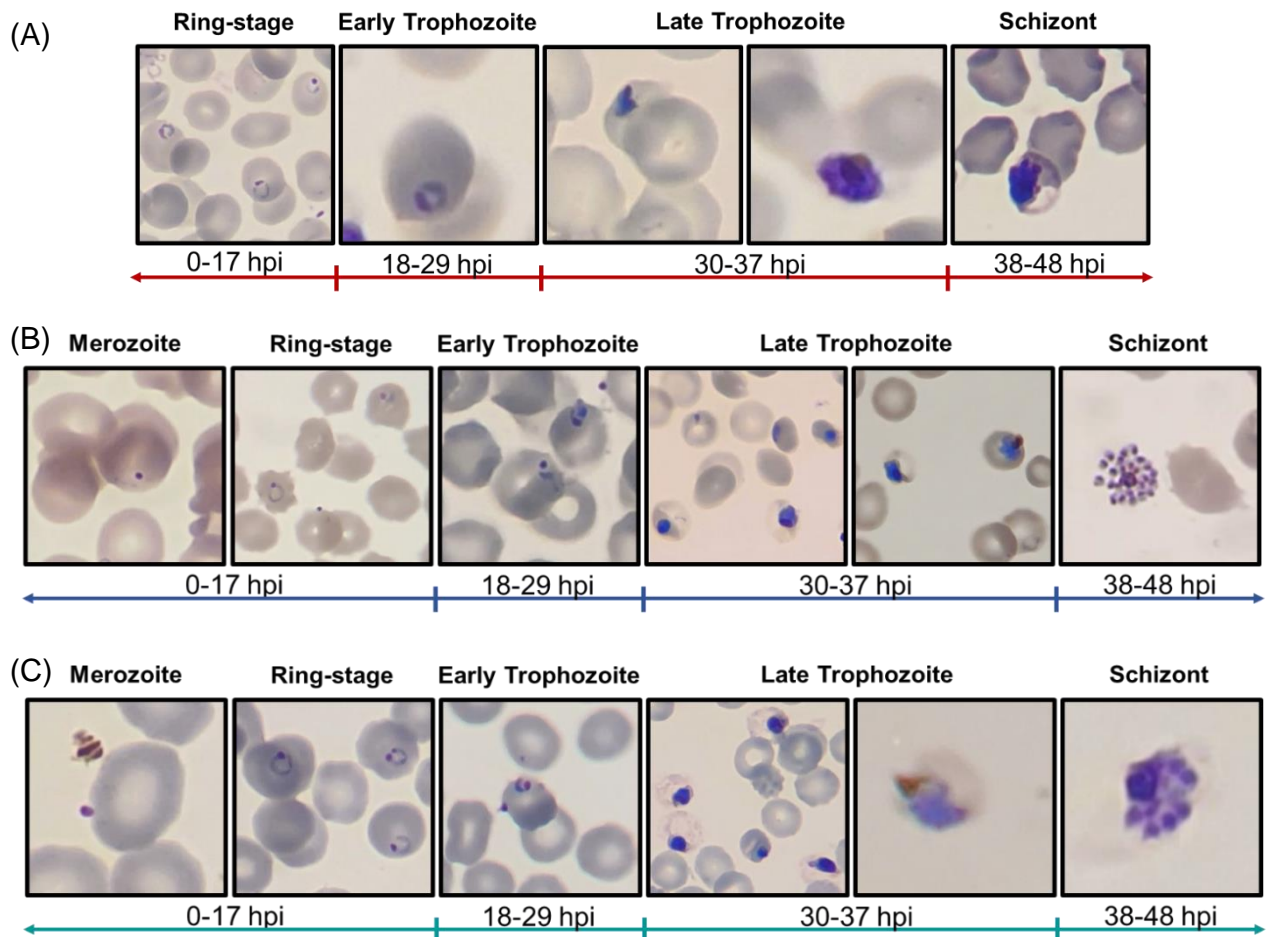 (A)
Ring-stage Early Trophozoite Late Trophozoite Schizont
0-17 hpi 18-29 hpi 30-37 hpi 38-48 hpi
(B)
Merozoite Ring-stage Early Trophozoite Late Trophozoite Schizont
0-17 hpi 18-29 hpi 30-37 hpi 38-48 hpi
(C)
Merozoite Ring-stage Early Trophozoite Late Trophozoite Schizont
0-17 hpi 18-29 hpi 30-37 hpi 38-48 hpi